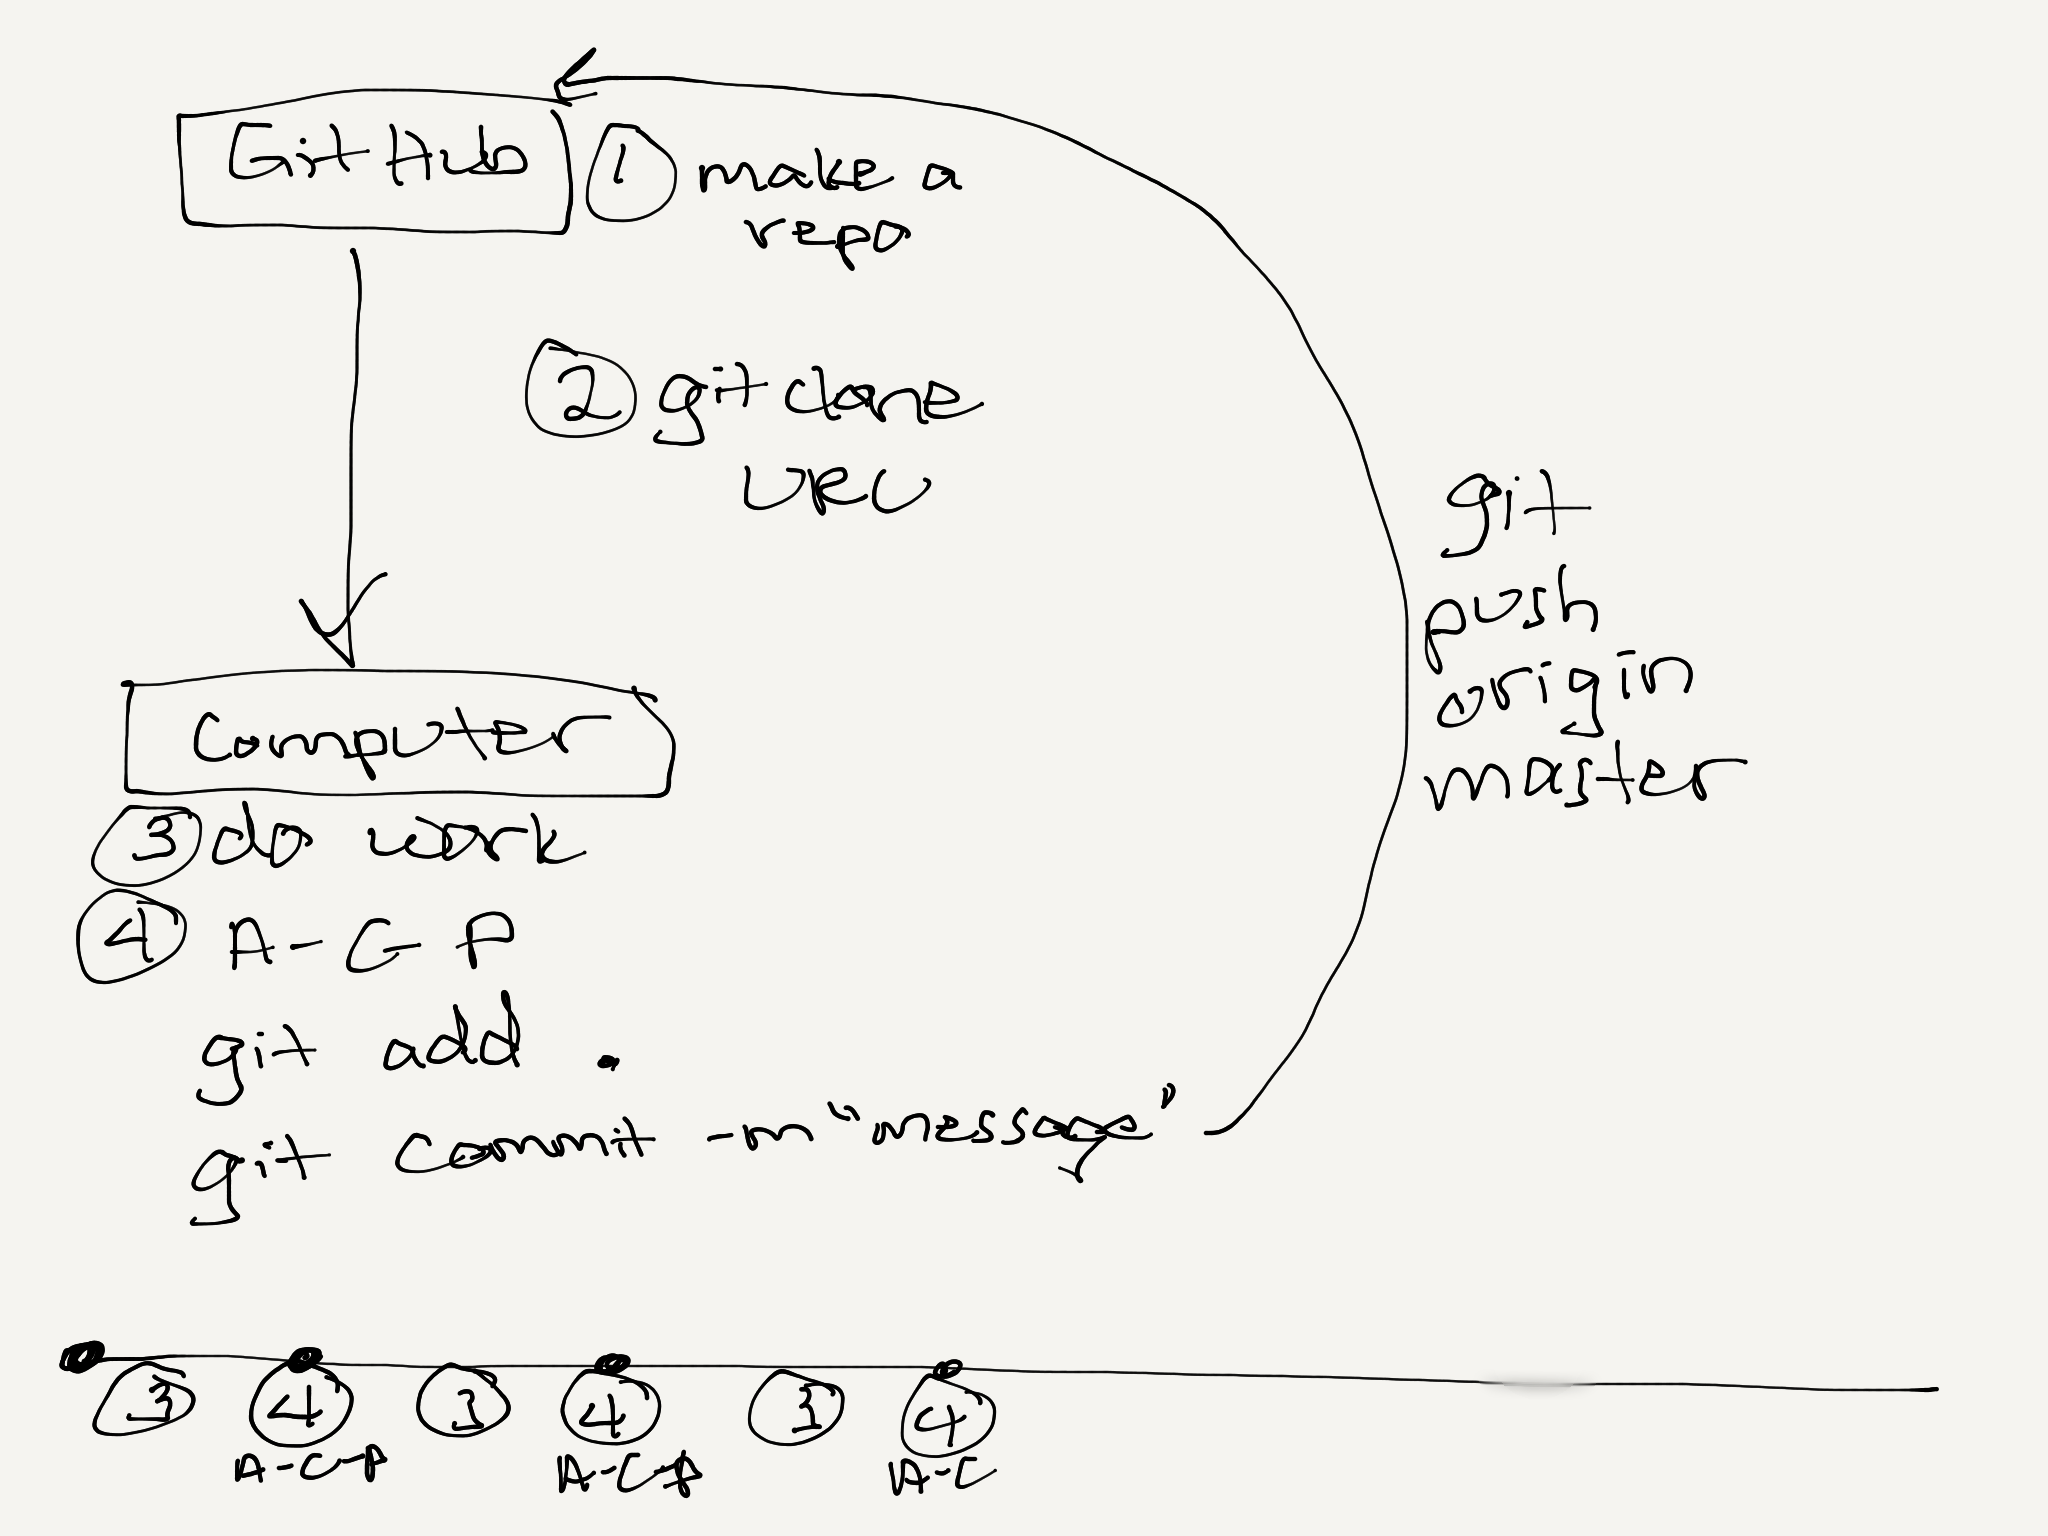 GitHub
1 make a
repo
2 git clone
URL
git
push
origin
master
Computer
3 do work
4 A-C-P
git add .
git commit -m "message"
3 4 3 4 3 4
A-C-P A-C-P A-C